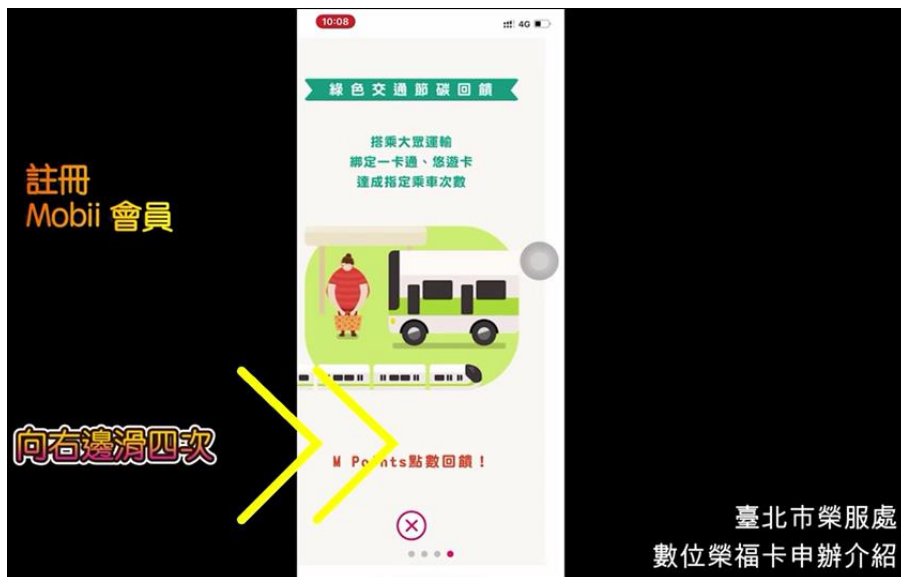 10:08
4G
綠色交通節碳回饋
搭乘大眾運輸
綁定一卡通、悠遊卡
達成指定乘車次數
註冊
Mobii 會員
向右邊滑四次
M Points點數回饋！
臺北市榮服處
數位榮福卡申辦介紹